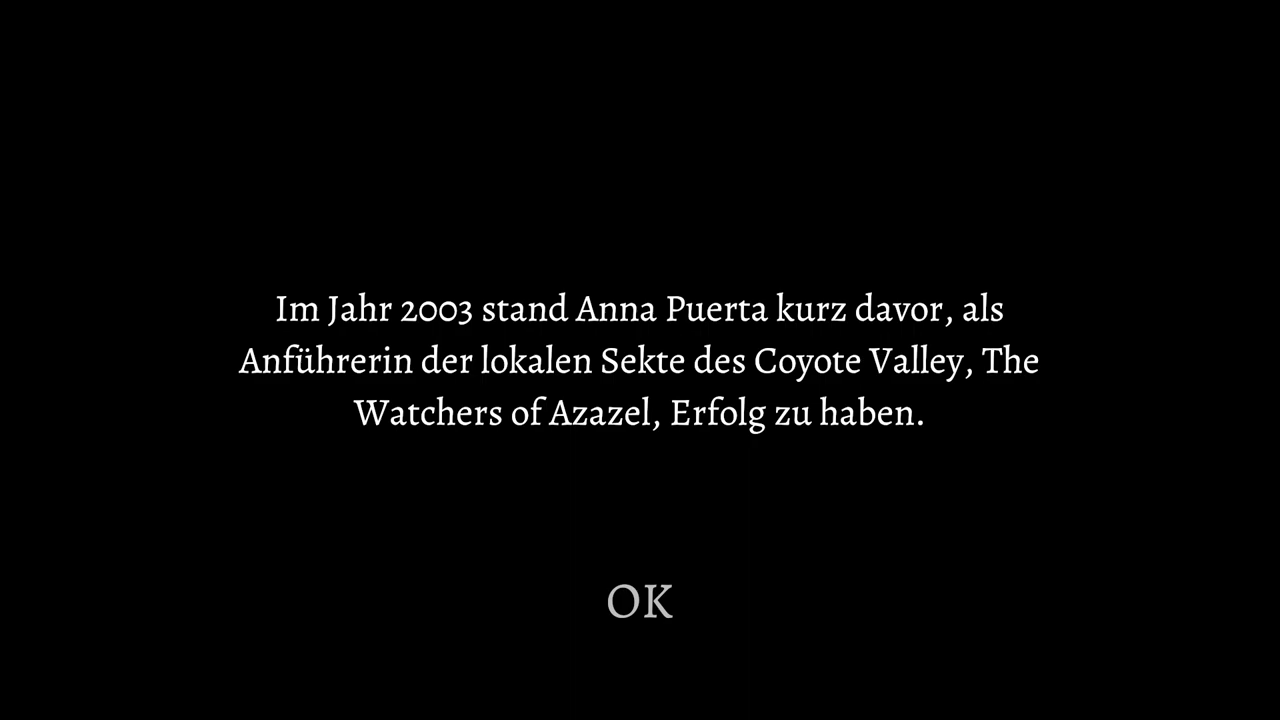 Im Jahr 2003 stand Anna Puerta kurz davor, als
Anführerin der lokalen Sekte des Coyote Valley, The
Watchers of Azazel, Erfolg zu haben.
OK